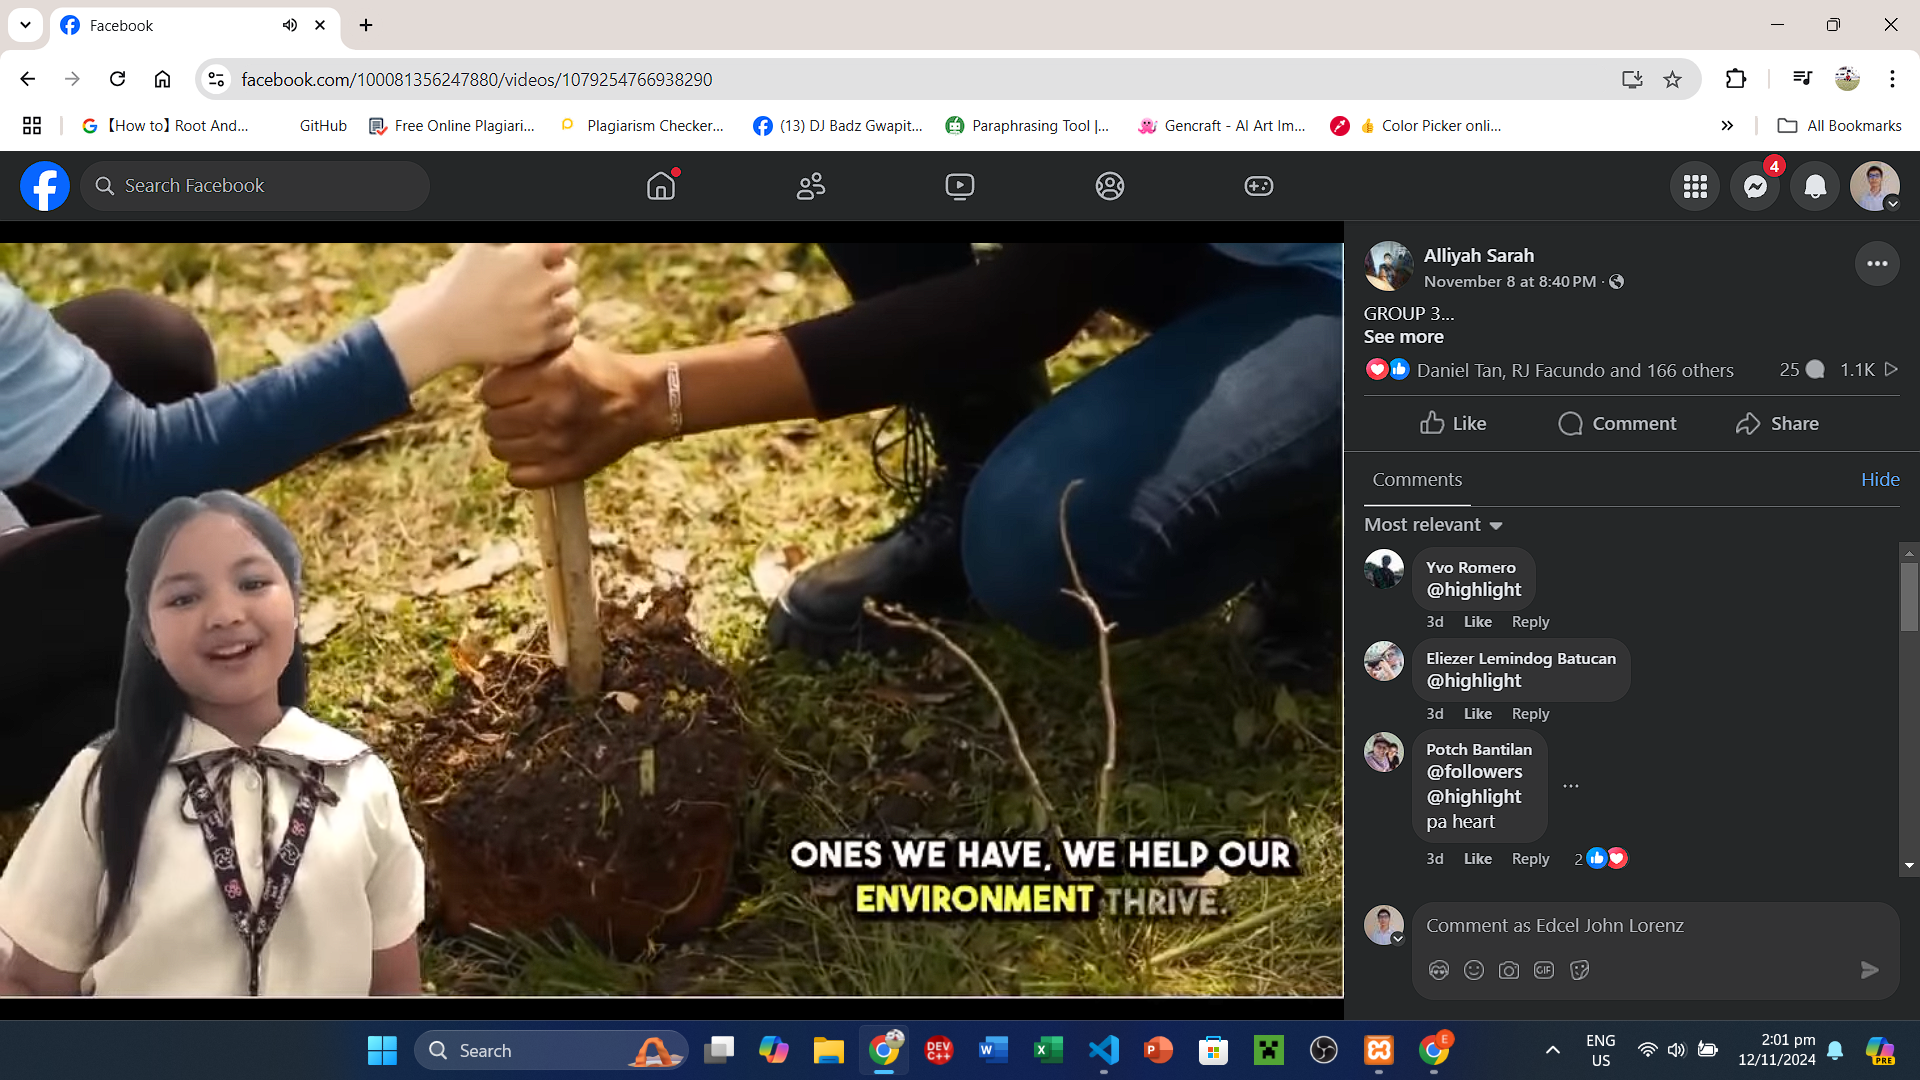 Facebook
facebook.com/100081356247880/videos/1079254766938290
【How to】Root And...
GitHub
Free Online Plagiari...
Plagiarism Checker...
(13) DJ Badz Gwapit...
Paraphrasing Tool |...
Gencraft - AI Art Im...
👍 Color Picker onli...
All Bookmarks
Search Facebook
4
Alliyah Sarah
November 8 at 8:40 PM ·
GROUP 3...
See more
Daniel Tan, RJ Facundo and 166 others
25
1.1K
Like
Comment
Share
Comments
Hide
Most relevant
Yvo Romero
@highlight
3d Like Reply
Eliezer Lemindog Batucan
@highlight
3d Like Reply
Potch Bantilan
@followers
@highlight
pa heart
3d Like Reply 2
Comment as Edcel John Lorenz
GIF
ONES WE HAVE, WE HELP OUR
ENVIRONMENT THRIVE.
Search
DEV
C++
ENG
US
2:01 pm
12/11/2024
PRE